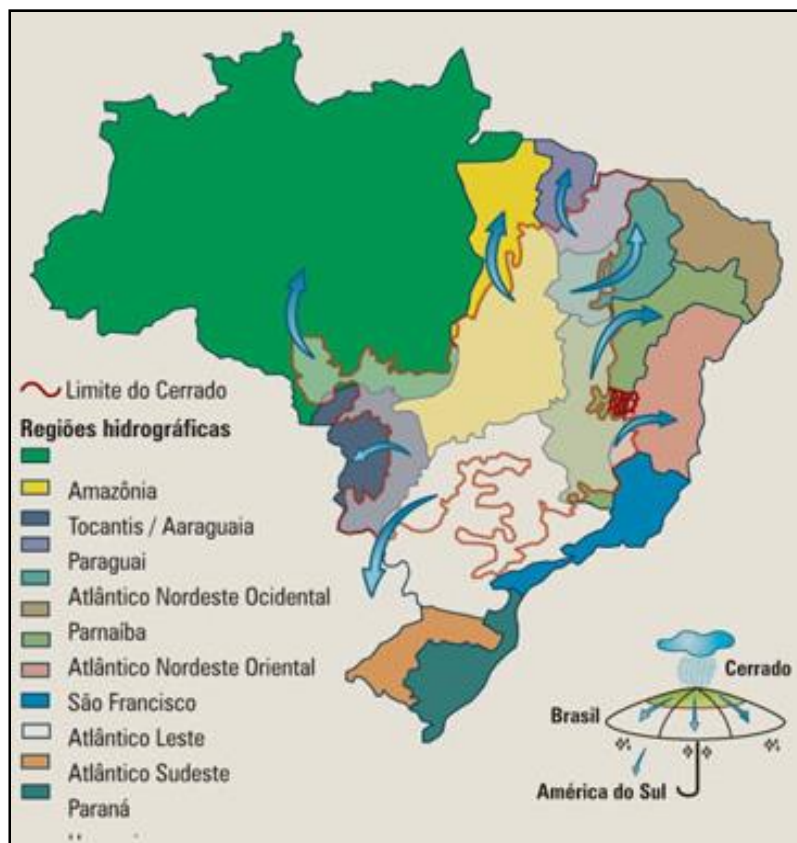 Limite do Cerrado
Regiões hidrográficas
Amazônia
Tocantis / Aaraguaia
Paraguai
Atlântico Nordeste Ocidental
Parnaíba
Atlântico Nordeste Oriental
São Francisco
Atlântico Leste
Atlântico Sudeste
Paraná
Cerrado
Brasil
América do Sul